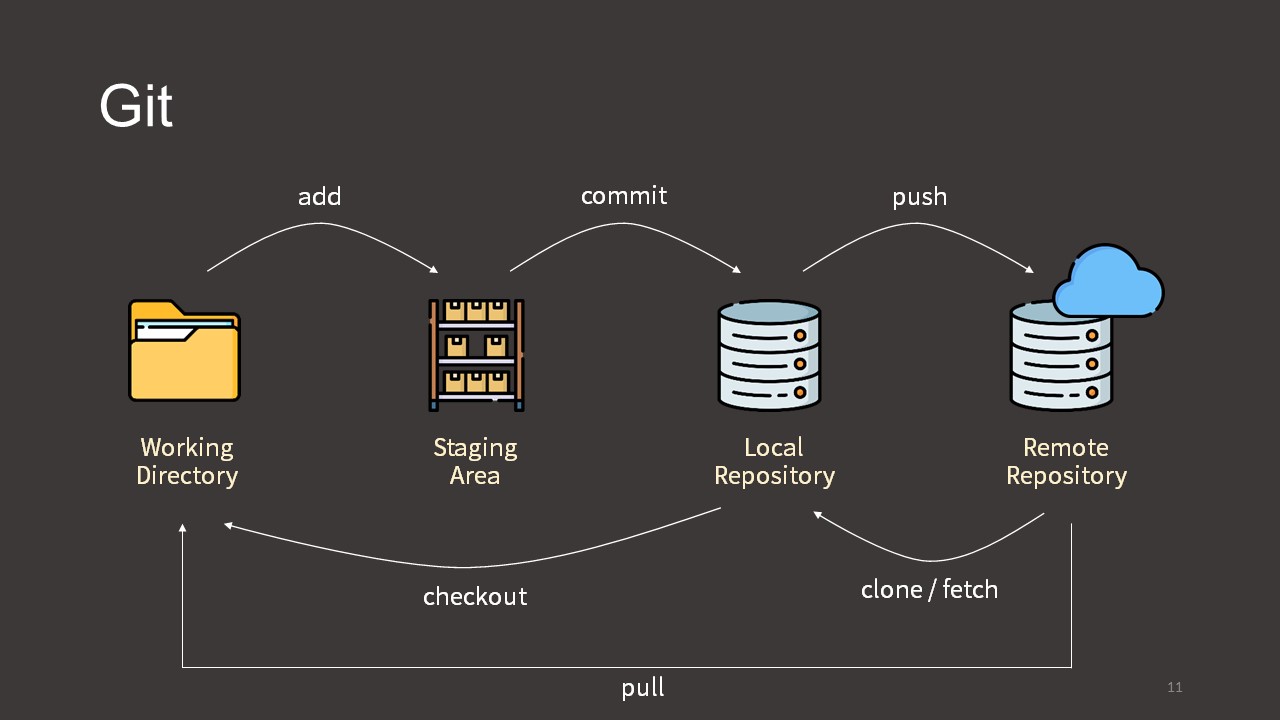 Git
add
commit
push
Working
Directory
Staging
Area
Local
Repository
Remote
Repository
checkout
clone / fetch
pull
11